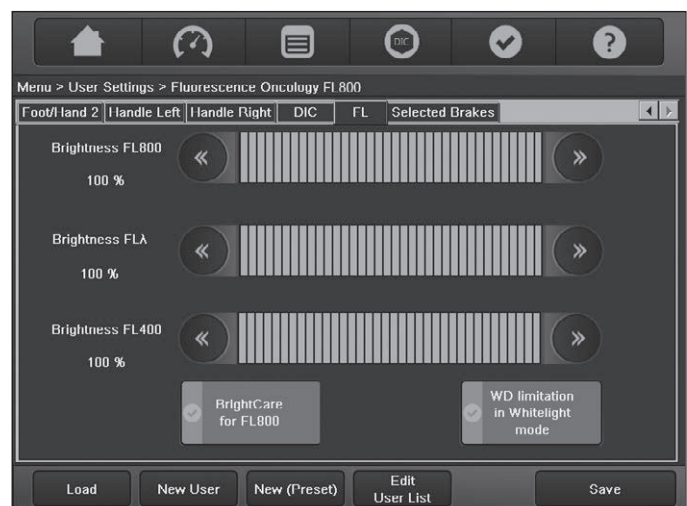 DIC
?
Menu > User Settings > Fluorescence Oncology FL800
Foot/Hand 2 Handle Left Handle Right DIC FL Selected Brakes
Brightness FL800
100 %
Brightness FLλ
100 %
Brightness FL400
100 %
BrightCare
for FL800
WD limitation
in Whitelight
mode
Load New User New (Preset) Edit
User List Save